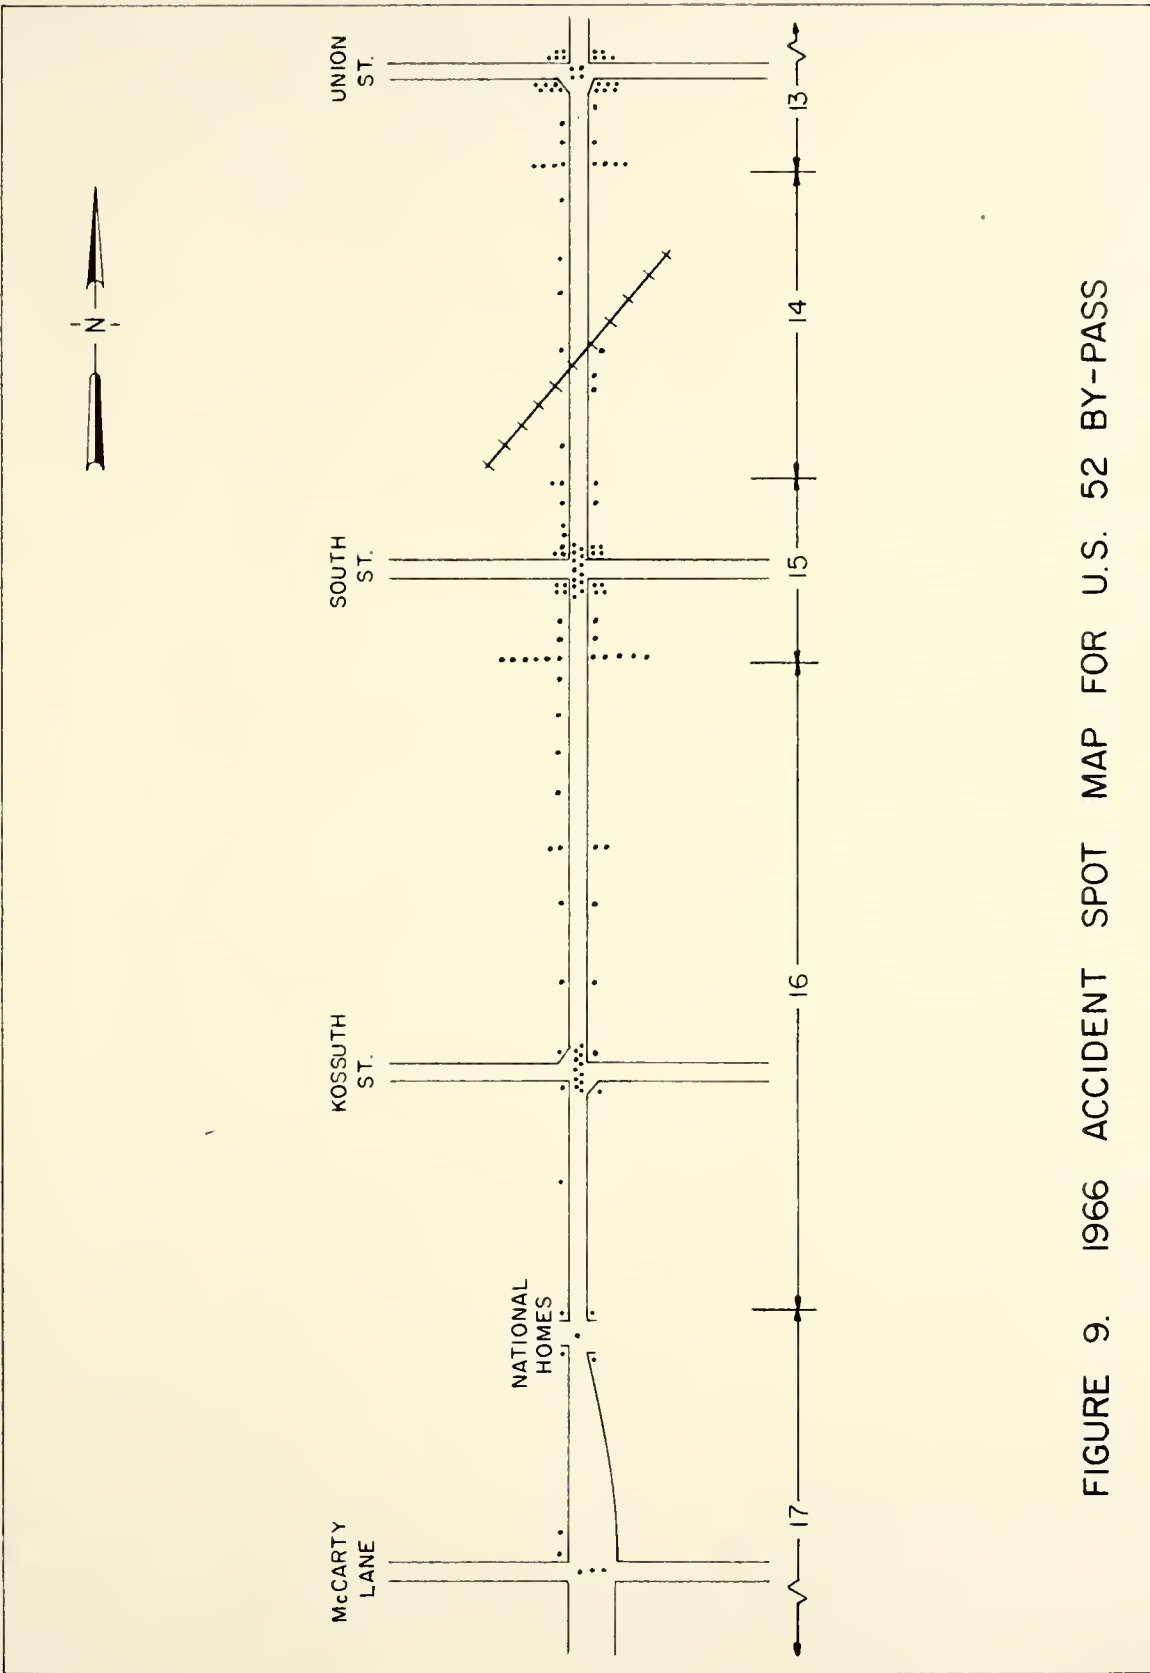 N
UNION
ST.
SOUTH
ST.
KOSSUTH
ST.
NATIONAL
HOMES
McCARTY
LANE
13
14
15
16
17
FIGURE 9. 1966 ACCIDENT SPOT MAP FOR U.S. 52 BY-PASS